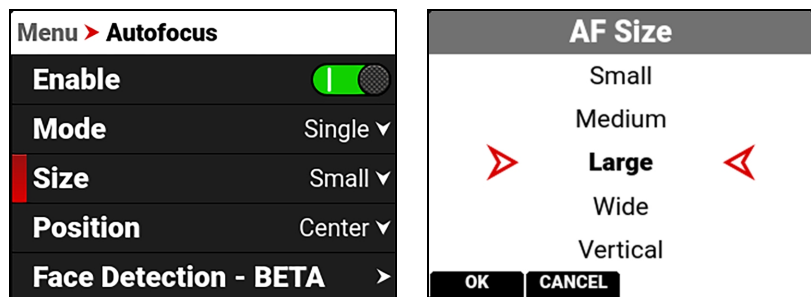 Menu > Autofocus
Enable
Mode Single
Size Small
Position Center
Face Detection - BETA
AF Size
Small
Medium
Large
Wide
Vertical
OK CANCEL